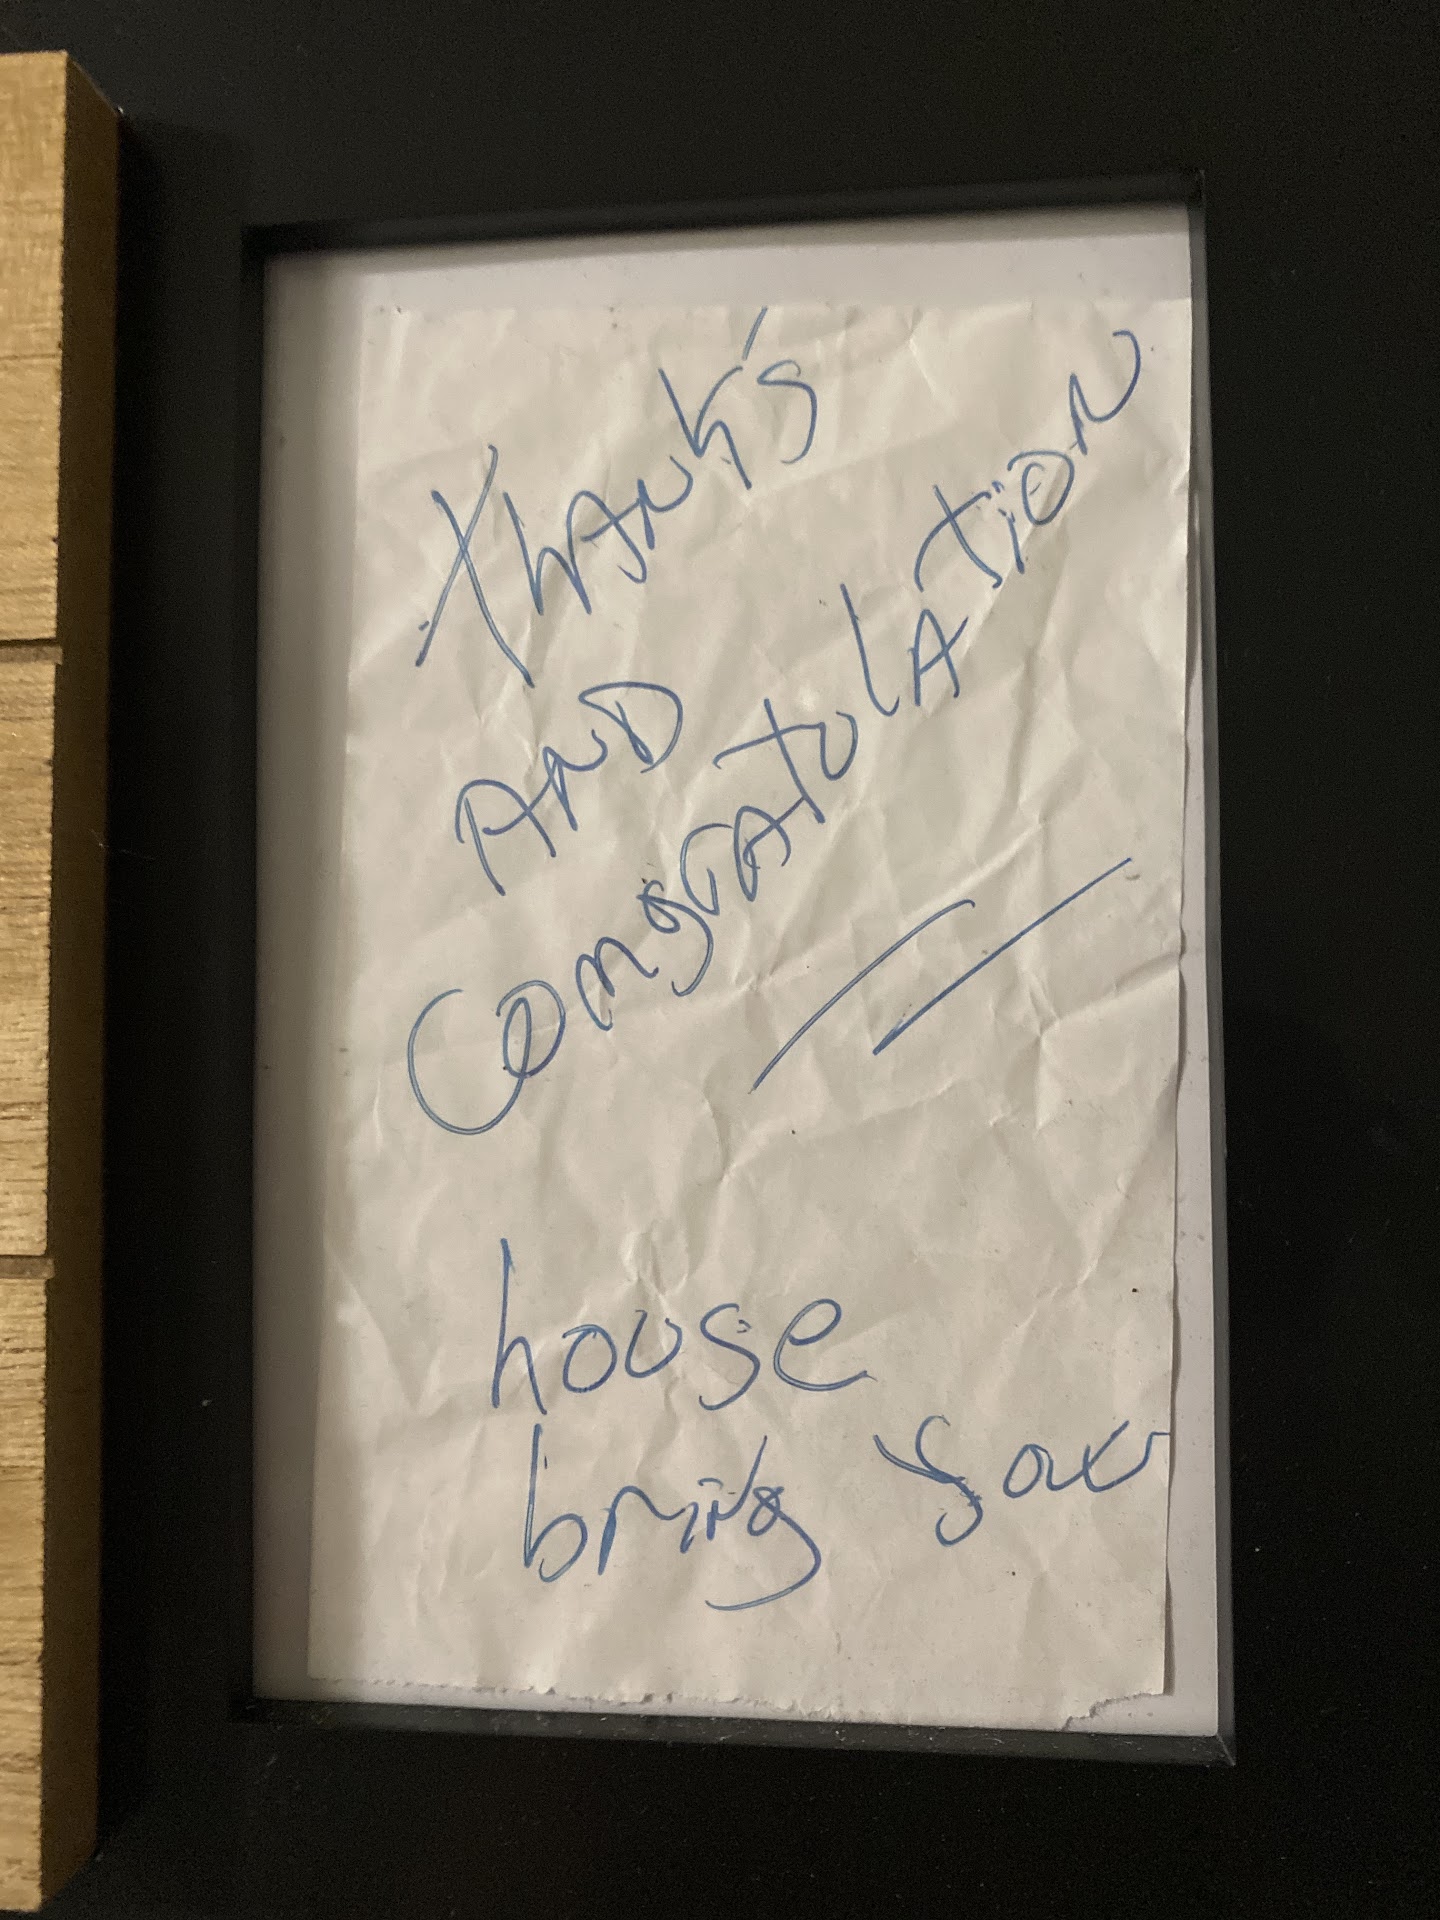 THANK'S
AND
CONGRATULATION
house
bring you